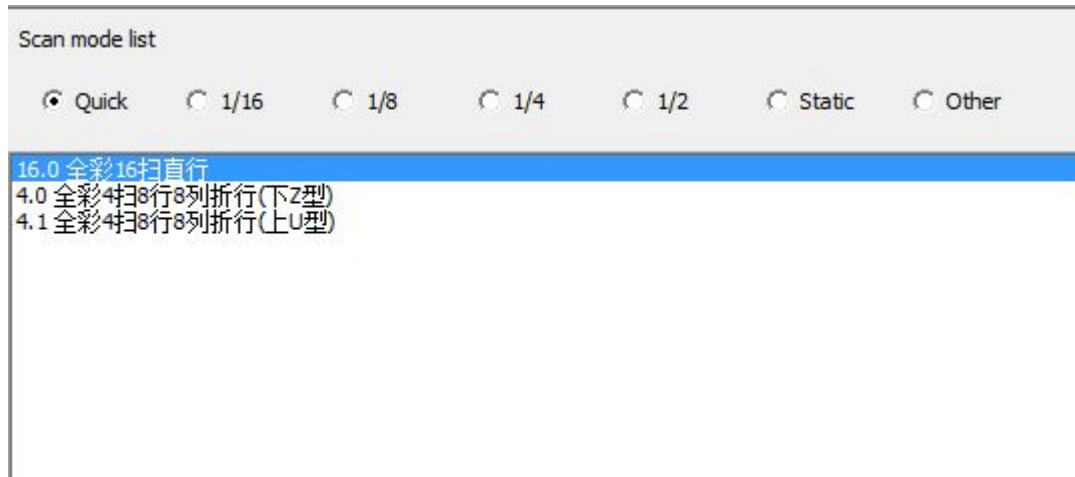 Scan mode list
Quick 1/16 1/8 1/4 1/2 Static Other
16.0 全彩16扫直行
4.0 全彩4扫8行8列折行(下Z型)
4.1 全彩4扫8行8列折行(上U型)